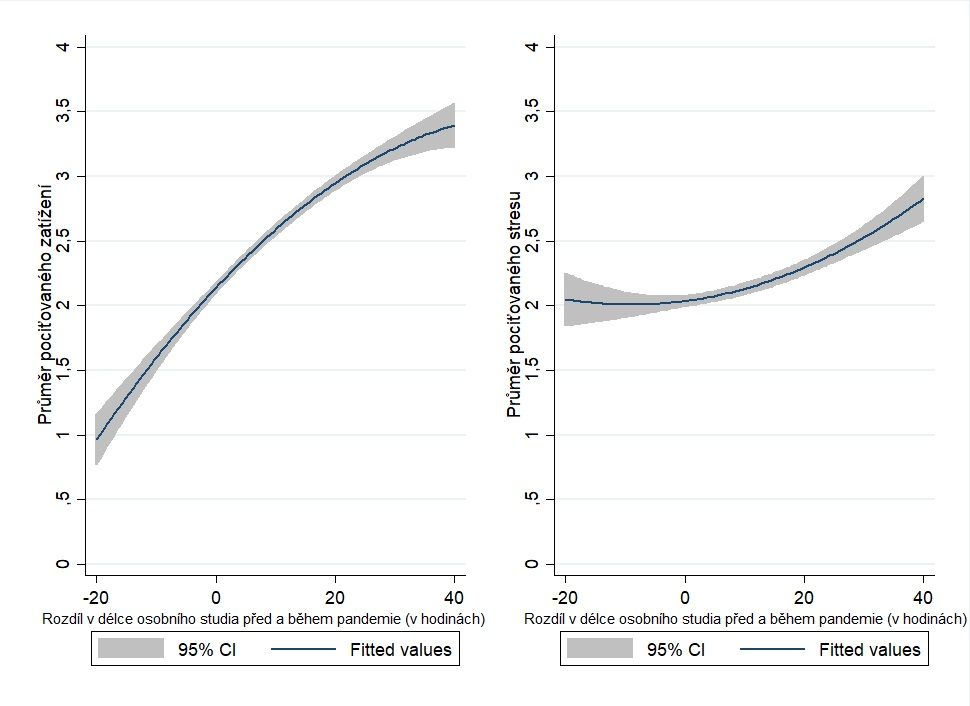 Průměr pociťovaného zatížení
4
3,5
3
2,5
2
1,5
1
,5
0
-20 0 20 40
Rozdíl v délce osobního studia před a během pandemie (v hodinách)
95% CI Fitted values
Průměr pociťovaného stresu
4
3,5
3
2,5
2
1,5
1
,5
0
-20 0 20 40
Rozdíl v délce osobního studia před a během pandemie (v hodinách)
95% CI Fitted values